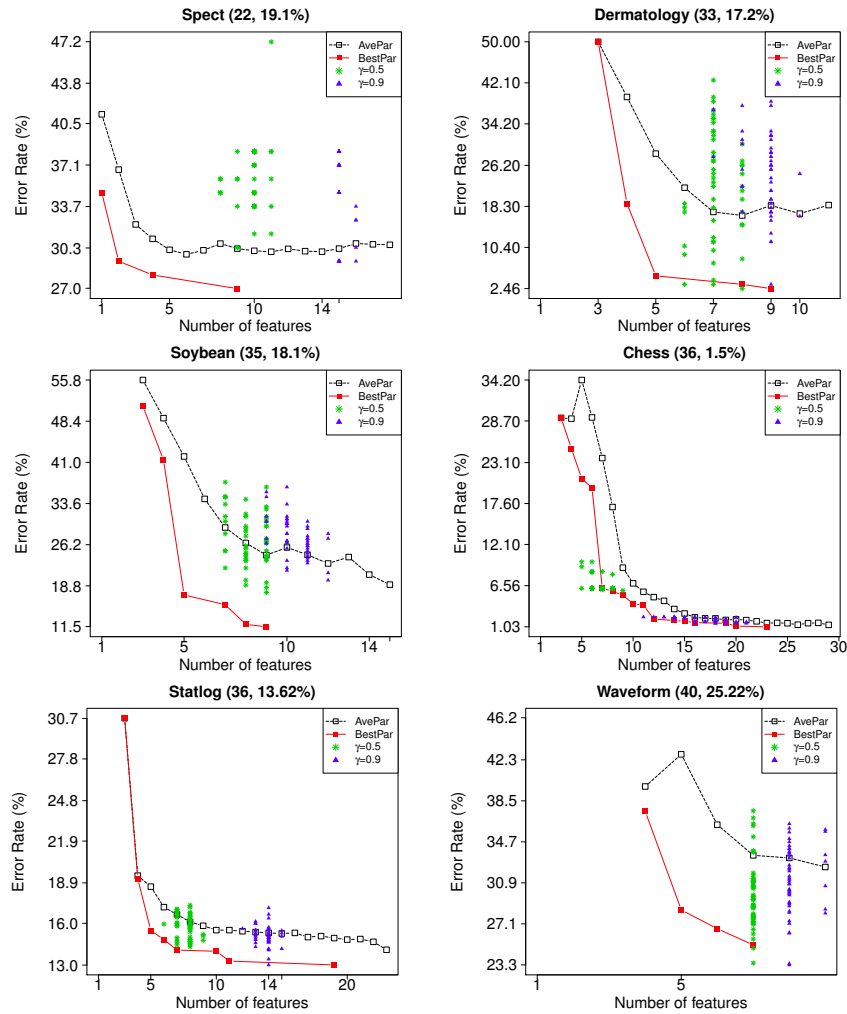 Spect (22, 19.1%)
Error Rate (%)
47.2
43.8
40.5
37.1
33.7
30.3
27.0
AvePar
BestPar
γ=0.5
γ=0.9
1 5 10 14
Number of features
Dermatology (33, 17.2%)
Error Rate (%)
50.00
42.10
34.20
26.20
18.30
10.40
2.46
AvePar
BestPar
γ=0.5
γ=0.9
1 3 5 7 9 10
Number of features
Soybean (35, 18.1%)
Error Rate (%)
55.8
48.4
41.0
33.6
26.2
18.8
11.5
AvePar
BestPar
γ=0.5
γ=0.9
5 10 14
Number of features
Chess (36, 1.5%)
Error Rate (%)
34.20
28.70
23.10
17.60
12.10
6.56
1.03
AvePar
BestPar
γ=0.5
γ=0.9
1 5 10 15 20 25 29
Number of features
Statlog (36, 13.62%)
Error Rate (%)
30.7
27.8
24.8
21.9
18.9
16.0
13.0
AvePar
BestPar
γ=0.5
γ=0.9
5 10 14 20
Number of features
Waveform (40, 25.22%)
Error Rate (%)
46.2
42.3
38.5
34.7
30.9
27.1
23.3
AvePar
BestPar
γ=0.5
γ=0.9
1 5
Number of features